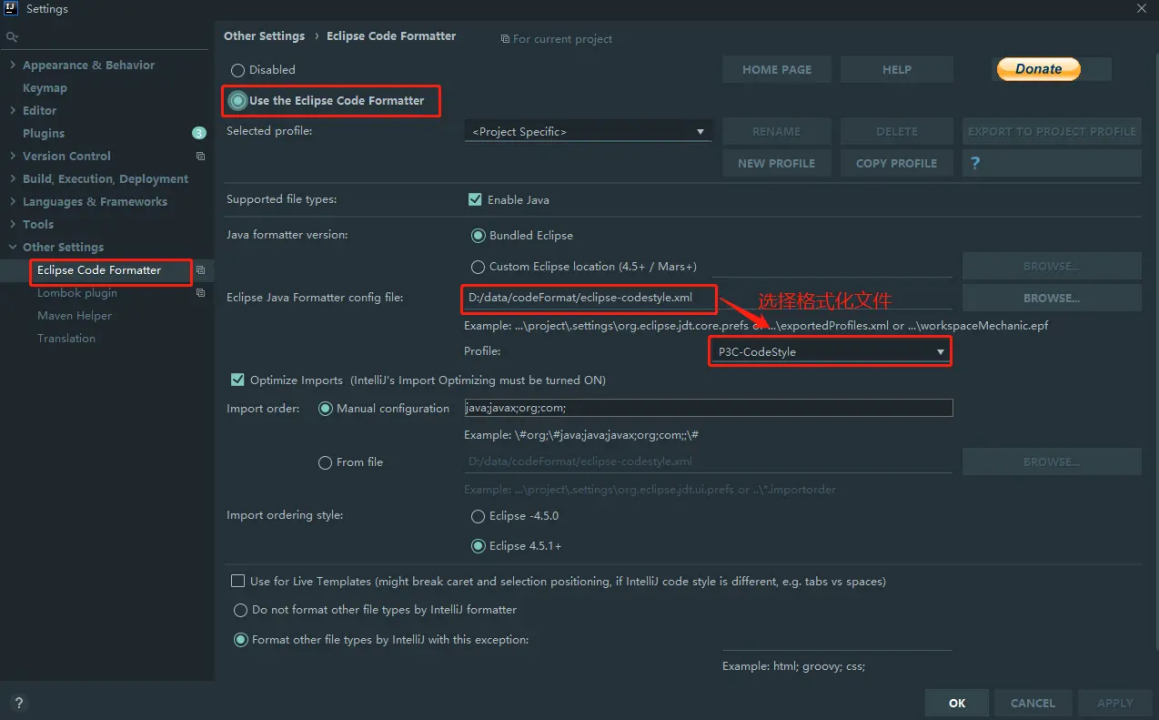 Settings
Appearance & Behavior
Keymap
Editor
Plugins
3
Version Control
Build, Execution, Deployment
Languages & Frameworks
Tools
Other Settings
Eclipse Code Formatter
Lombok plugin
Maven Helper
Translation
Other Settings › Eclipse Code Formatter
For current project
Disabled
HOME PAGE
HELP
Donate
Use the Eclipse Code Formatter
Selected profile:
<Project Specific>
RENAME
DELETE
EXPORT TO PROJECT PROFILE
NEW PROFILE
COPY PROFILE
?
Supported file types:
Enable Java
Java formatter version:
Bundled Eclipse
Custom Eclipse location (4.5+ / Mars+)
BROWSE...
Eclipse Java Formatter config file:
D:/data/codeFormat/eclipse-codestyle.xml
选择格式化文件
BROWSE...
Example: ...\project\.settings\org.eclipse.jdt.core.prefs or ...\exportedProfiles.xml or ...\workspaceMechanic.epf
Profile:
P3C-CodeStyle
Optimize Imports (IntelliJ's Import Optimizing must be turned ON)
Import order:
Manual configuration
java;javax;org;com;
Example: \#org;\#java;java;javax;org;com;;\#
From file
D:/data/codeFormat/eclipse-codestyle.xml
BROWSE...
Example: ...\project\.settings\org.eclipse.jdt.ui.prefs or ..\*.importorder
Import ordering style:
Eclipse -4.5.0
Eclipse 4.5.1+
Use for Live Templates (might break caret and selection positioning, if IntelliJ code style is different, e.g. tabs vs spaces)
Do not format other file types by IntelliJ formatter
Format other file types by IntelliJ with this exception:
Example: html; groovy; css;
?
OK
CANCEL
APPLY